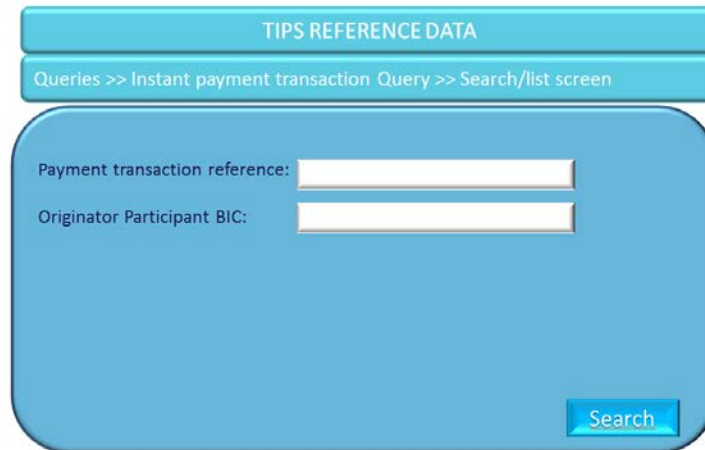 TIPS REFERENCE DATA
Queries >> Instant payment transaction Query >> Search/list screen
Payment transaction reference:
Originator Participant BIC:
Search